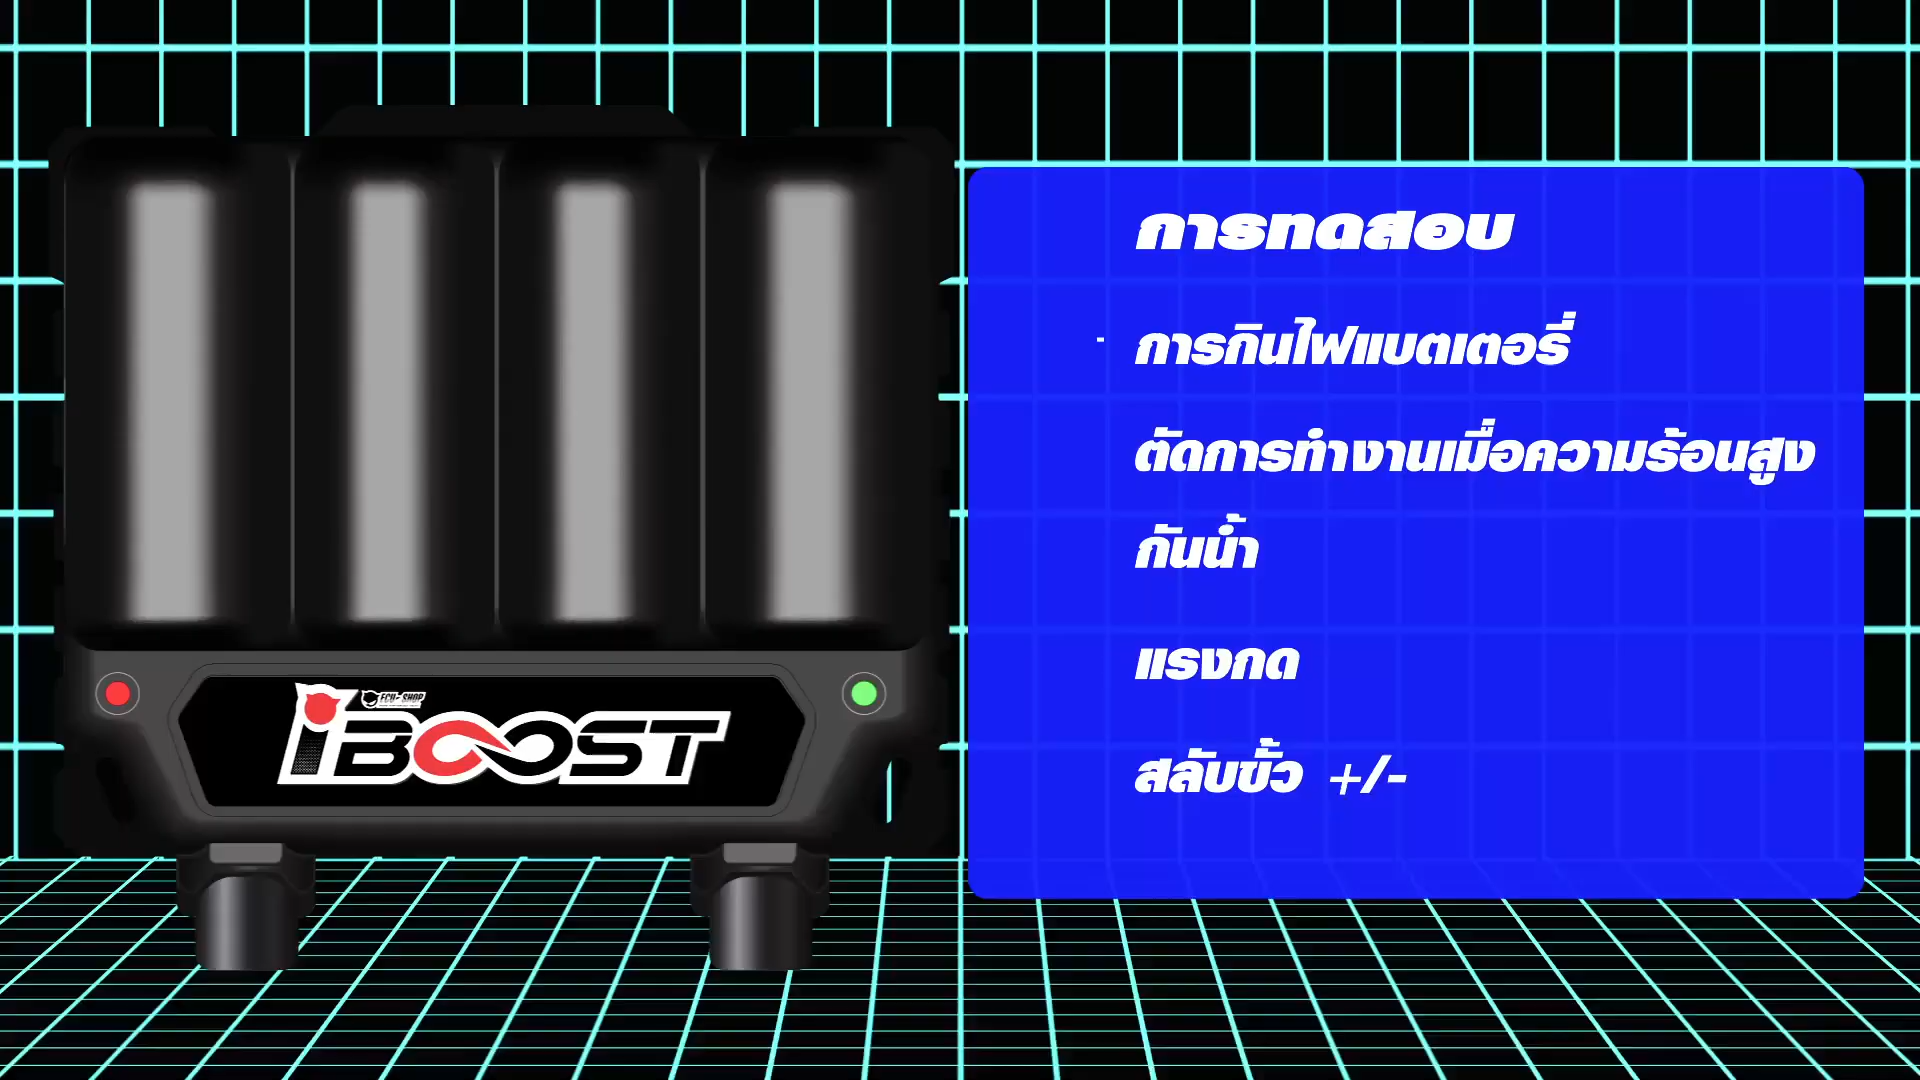 ECU-SHOP
iBOOST
การทดสอบ
- การกินไฟแบตเตอรี่
ตัดการทำงานเมื่อความร้อนสูง
กันน้ำ
แรงกด
สลับขั้ว +/-